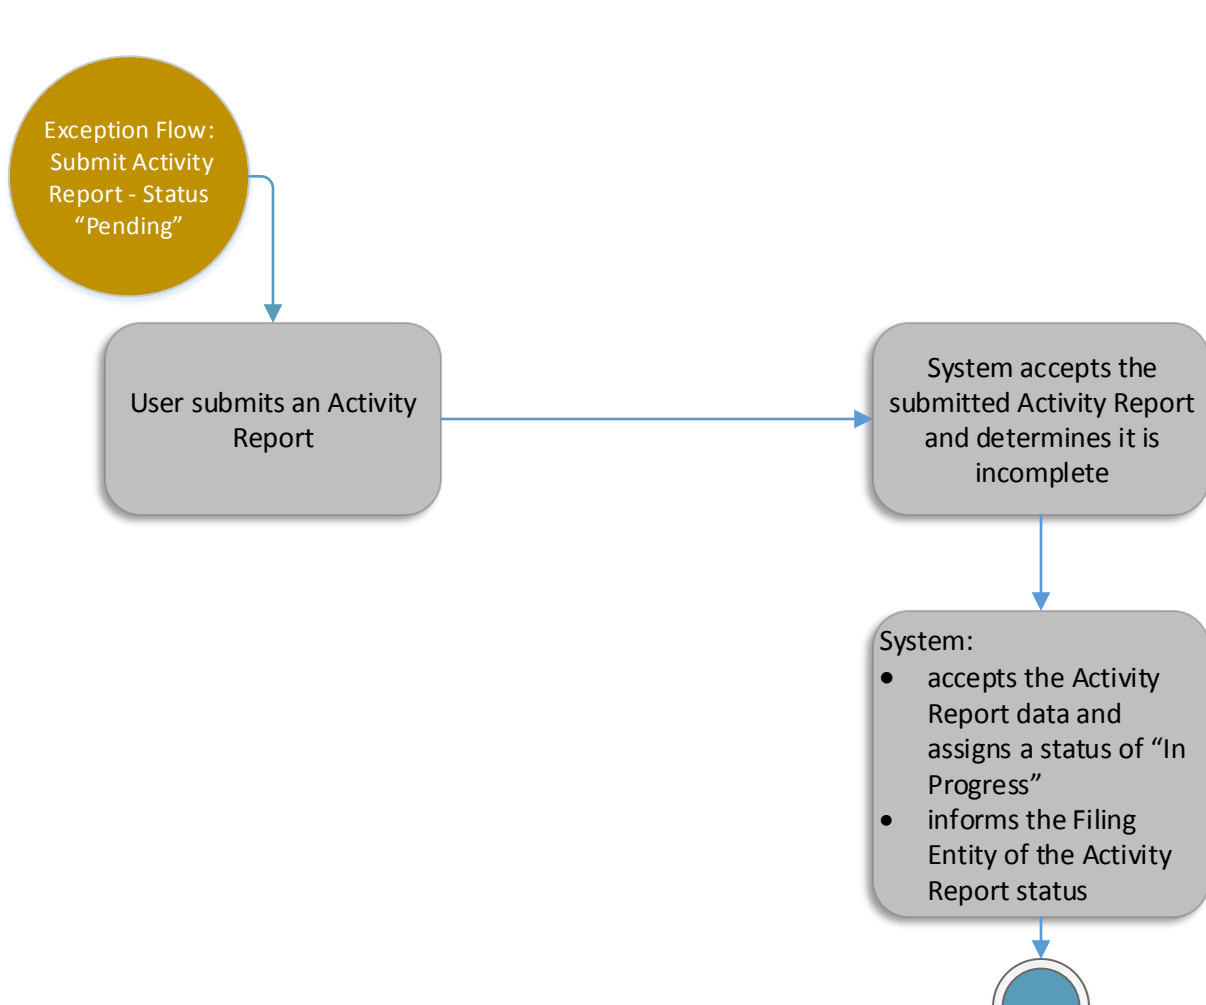 Exception Flow:
Submit Activity
Report - Status
“Pending”
User submits an Activity
Report
System accepts the
submitted Activity Report
and determines it is
incomplete
System:
• accepts the Activity
Report data and
assigns a status of “In
Progress”
• informs the Filing
Entity of the Activity
Report status